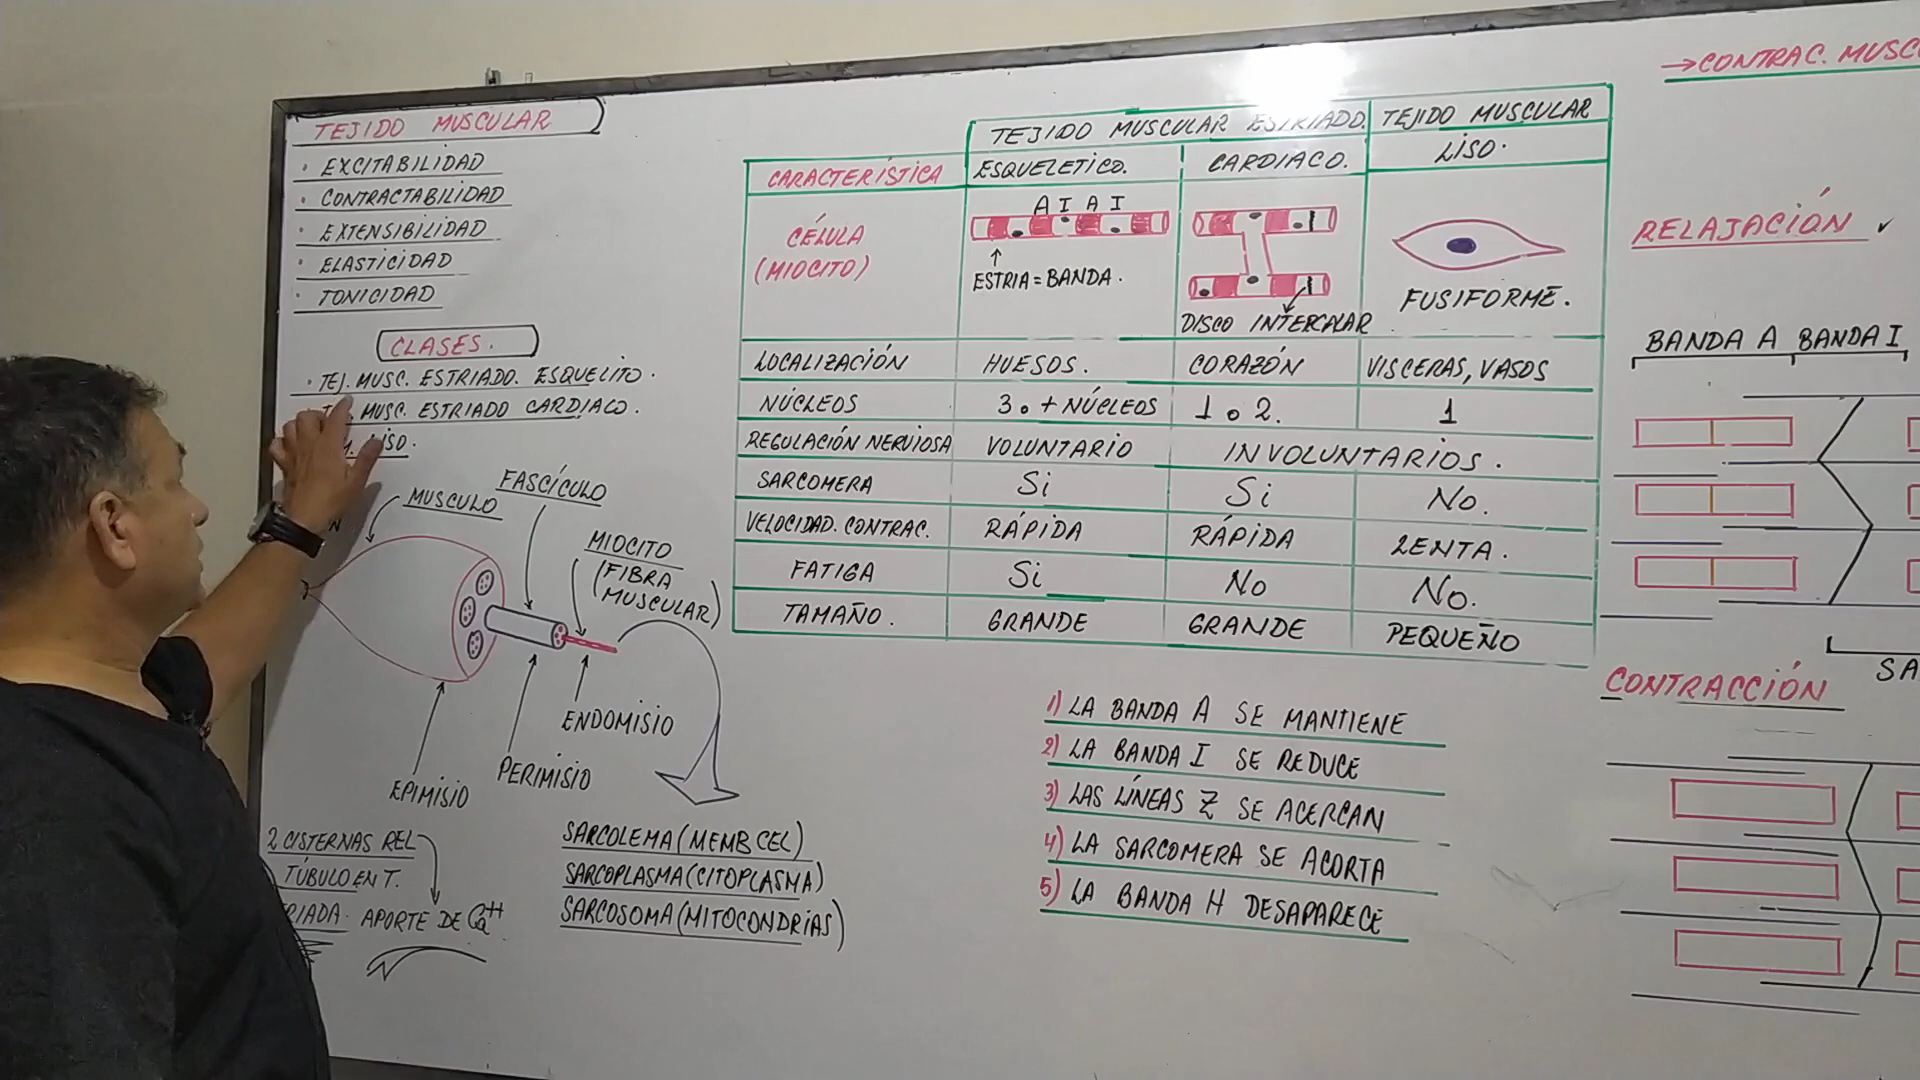 TEJIDO MUSCULAR
· EXCITABILIDAD
· CONTRACTABILIDAD
· EXTENSIBILIDAD
· ELASTICIDAD
· TONICIDAD
CLASES.
· TEJ. MUSC. ESTRIADO. ESQUELITO.
MUSC. ESTRIADO CARDIACO.
LISO.
MUSCULO
FASCÍCULO
MIOCITO
(FIBRA
MUSCULAR)
ENDOMISIO
PERIMISIO
EPIMISIO
2 CISTERNAS REL
TÚBULO EN T.
RIADA. APORTE DE Ca++
SARCOLEMA (MEMB CEL)
SARCOPLASMA (CITOPLASMA)
SARCOSOMA (MITOCONDRIAS)
TEJIDO MUSCULAR ESTRIADO. TEJIDO MUSCULAR
LISO.
CARACTERÍSTICA ESQUELETICO. CARDIACO.
CÉLULA
(MIOCITO)
A I A I
ESTRIA = BANDA.
DISCO INTERCALAR
FUSIFORME.
LOCALIZACIÓN HUESOS. CORAZÓN VISCERAS, VASOS
NÚCLEOS 3 o + NÚCLEOS 1 o 2. 1
REGULACIÓN NERVIOSA VOLUNTARIO INVOLUNTARIOS.
SARCOMERA Si Si No.
VELOCIDAD. CONTRAC. RÁPIDA RÁPIDA LENTA.
FATIGA Si No No.
TAMAÑO. GRANDE GRANDE PEQUEÑO
1) LA BANDA A SE MANTIENE
2) LA BANDA I SE REDUCE
3) LAS LÍNEAS Z SE ACERCAN
4) LA SARCOMERA SE ACORTA
5) LA BANDA H DESAPARECE
→CONTRAC. MUSC
RELAJACIÓN
BANDA A BANDA I
SA
CONTRACCIÓN